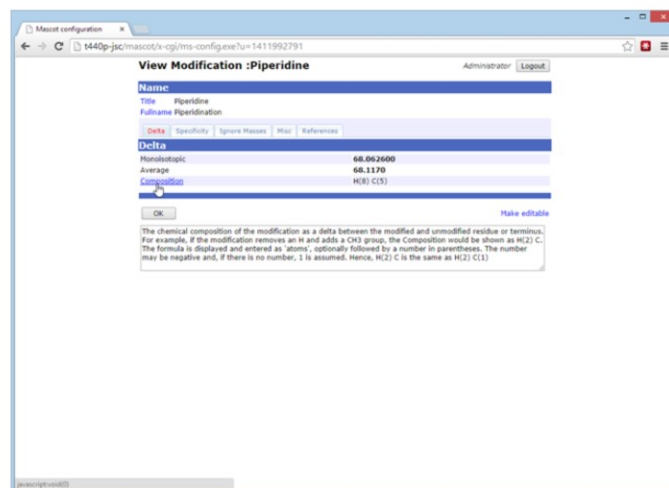 Mascot configuration
t440p-jsc/mascot/x-cgi/ms-config.exe?u=1411992791
View Modification :Piperidine
Administrator Logout
Name
Title Piperidine
Fullname Piperidination
Delta Specificity Ignore Masses Misc References
Delta
Monoisotopic 68.062600
Average 68.1170
Composition H(8) C(5)
OK Make editable
The chemical composition of the modification as a delta between the modified and unmodified residue or terminus.
For example, if the modification removes an H and adds a CH3 group, the Composition would be shown as H(2) C.
The formula is displayed and entered as 'atoms', optionally followed by a number in parentheses. The number
may be negative and, if there is no number, 1 is assumed. Hence, H(2) C is the same as H(2) C(1)
javascript:void(0)